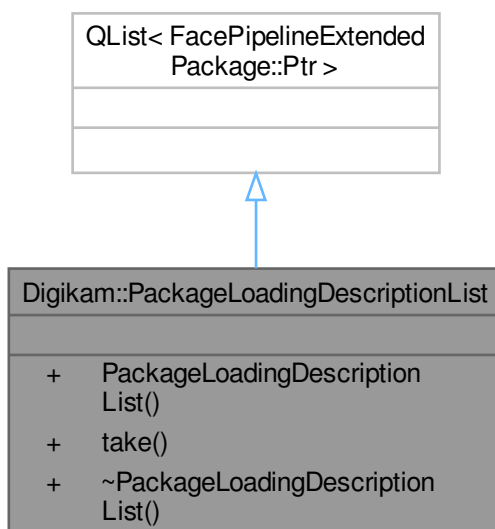 QList< FacePipelineExtended
Package::Ptr >
Digikam::PackageLoadingDescriptionList
+ PackageLoadingDescription
List()
+ take()
+ ~PackageLoadingDescription
List()